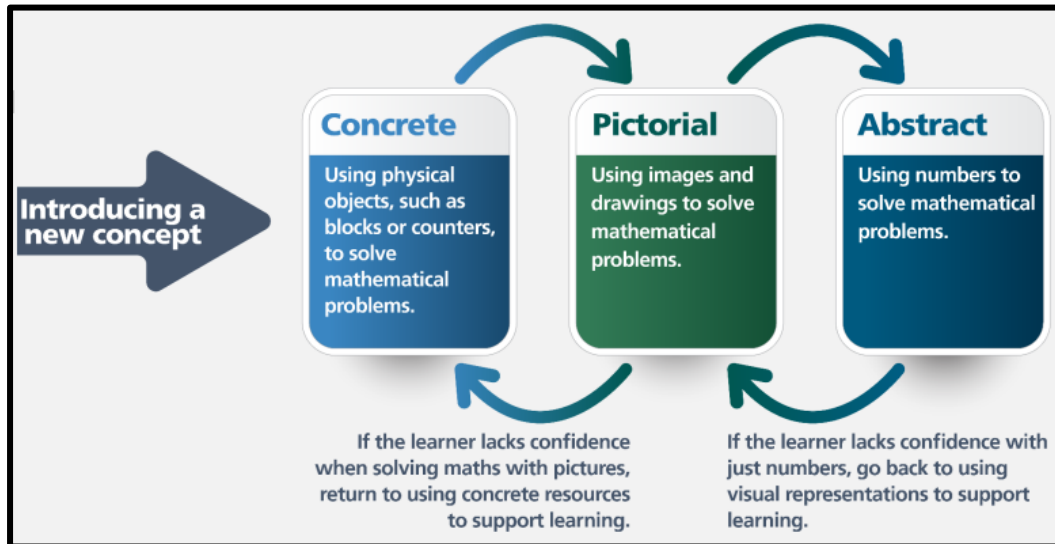 Introducing a
new concept
Concrete
Using physical
objects, such as
blocks or counters,
to solve
mathematical
problems.
Pictorial
Using images and
drawings to solve
mathematical
problems.
Abstract
Using numbers to
solve mathematical
problems.
If the learner lacks confidence
when solving maths with pictures,
return to using concrete resources
to support learning.
If the learner lacks confidence with
just numbers, go back to using
visual representations to support
learning.